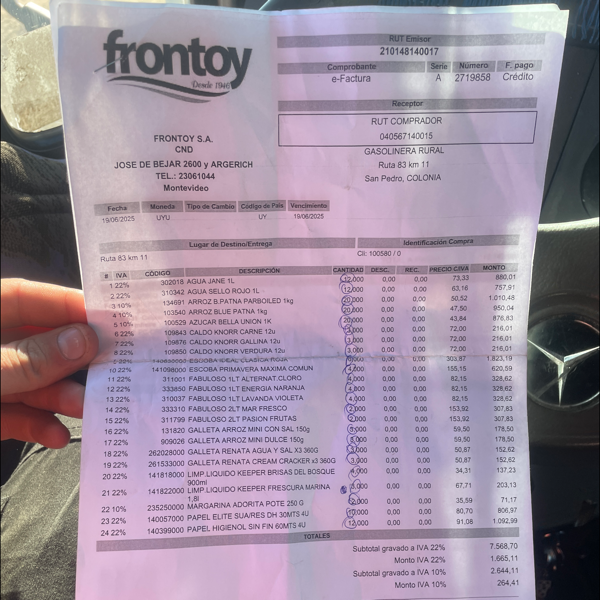 frontoy
Desde 1940
RUT Emisor
210148140017
Comprobante Serie Número F. pago
e-Factura A 2719858 Crédito
Receptor
RUT COMPRADOR
040567140015
GASOLINERA RURAL
Ruta 83 km 11
San Pedro, COLONIA
FRONTOY S.A.
CND
JOSE DE BEJAR 2600 y ARGERICH
TEL.: 23061044
Montevideo
Fecha Moneda Tipo de Cambio Código de País Vencimiento
19/06/2025 UYU UY 19/06/2025
Lugar de Destino/Entrega Identificación Compra
Ruta 83 km 11 Cli: 100580 / 0
# IVA CÓDIGO DESCRIPCIÓN CANTIDAD DESC. REC. PRECIO C/IVA MONTO
1 22% 302018 AGUA JANE 1L 12,000 0,00 0,00 73,33 880,01
2 22% 310342 AGUA SELLO ROJO 1L 12,000 0,00 0,00 63,16 757,91
3 10% 134691 ARROZ B.PATNA PARBOILED 1kg 20,000 0,00 0,00 50,52 1.010,48
4 10% 103540 ARROZ BLUE PATNA 1kg 20,000 0,00 0,00 47,50 950,04
5 10% 100529 AZUCAR BELLA UNION 1K 20,000 0,00 0,00 43,84 876,83
6 22% 109843 CALDO KNORR CARNE 12u 3,000 0,00 0,00 72,00 216,01
7 22% 109876 CALDO KNORR GALLINA 12u 3,000 0,00 0,00 72,00 216,01
8 22% 109850 CALDO KNORR VERDURA 12u 3,000 0,00 0,00 72,00 216,01
ESCOBA 0,00 0,00 303,87 1.823,19
10 22% 141098000 ESCOBA PRIMAVERA MAXIMA COMUN 4,000 0,00 0,00 155,15 620,59
11 22% 311001 FABULOSO 1LT ALTERNAT.CLORO 4,000 0,00 0,00 82,15 328,62
12 22% 333850 FABULOSO 1LT ENERGIA NARANJA 4,000 0,00 0,00 82,15 328,62
13 22% 310037 FABULOSO 1LT LAVANDA VIOLETA 4,000 0,00 0,00 82,15 328,62
14 22% 333310 FABULOSO 2LT MAR FRESCO 2,000 0,00 0,00 153,92 307,83
15 22% 311799 FABULOSO 2LT PASION FRUTAS 2,000 0,00 0,00 153,92 307,83
16 22% 131820 GALLETA ARROZ MINI CON SAL 150g 3,000 0,00 0,00 59,50 178,50
17 22% 909026 GALLETA ARROZ MINI DULCE 150g 3,000 0,00 0,00 59,50 178,50
18 22% 262028000 GALLETA RENATA AGUA Y SAL X3 360G 3,000 0,00 0,00 50,87 152,62
19 22% 261533000 GALLETA RENATA CREAM CRACKER x3 360G 3,000 0,00 0,00 50,87 152,62
20 22% 141818000 LIMP.LIQUIDO KEEPER BRISAS DEL BOSQUE 4,000 0,00 0,00 34,31 137,23
900ml
21 22% 141822000 LIMP.LIQUIDO KEEPER FRESCURA MARINA 3,000 0,00 0,00 67,71 203,13
1,8l
22 10% 235250000 MARGARINA ADORITA POTE 250 G 2,000 0,00 0,00 35,59 71,17
23 22% 140057000 PAPEL ELITE SUA/RES DH 30MTS 4U 10,000 0,00 0,00 80,70 806,97
24 22% 140399000 PAPEL HIGIENOL SIN FIN 60MTS 4U 12,000 0,00 0,00 91,08 1.092,99
TOTALES
Subtotal gravado a IVA 22% 7.568,70
Monto IVA 22% 1.665,11
Subtotal gravado a IVA 10% 2.644,11
Monto IVA 10% 264,41